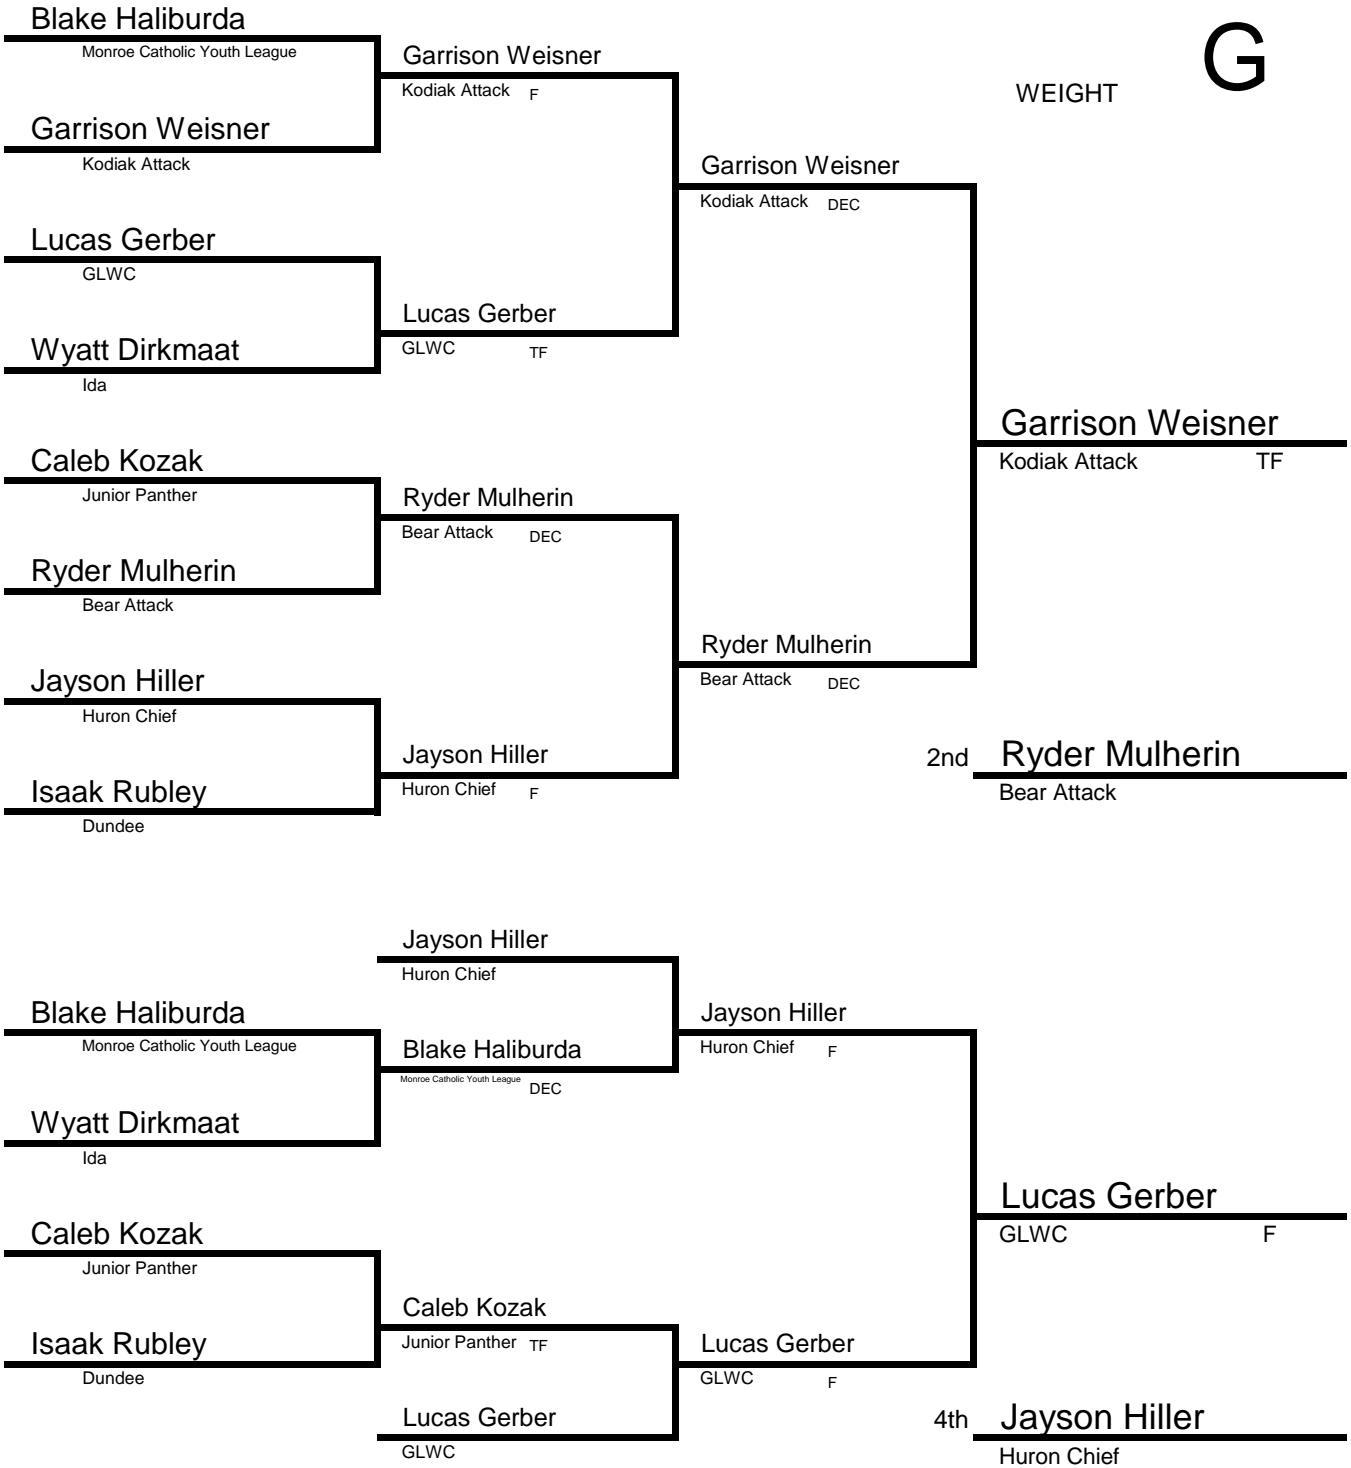 Blake Haliburda
Monroe Catholic Youth League
Garrison Weisner
Kodiak Attack F
G
WEIGHT
Garrison Weisner
Kodiak Attack
Garrison Weisner
Kodiak Attack DEC
Lucas Gerber
GLWC
Lucas Gerber
GLWC TF
Wyatt Dirkmaat
Ida
Garrison Weisner
Kodiak Attack TF
Caleb Kozak
Junior Panther
Ryder Mulherin
Bear Attack DEC
Ryder Mulherin
Bear Attack
Ryder Mulherin
Bear Attack DEC
Jayson Hiller
Huron Chief
Jayson Hiller
Huron Chief F
2nd Ryder Mulherin
Bear Attack
Isaak Rubley
Dundee
Jayson Hiller
Huron Chief
Blake Haliburda
Monroe Catholic Youth League
Jayson Hiller
Huron Chief F
Blake Haliburda
Monroe Catholic Youth League DEC
Wyatt Dirkmaat
Ida
Lucas Gerber
GLWC F
Caleb Kozak
Junior Panther
Caleb Kozak
Junior Panther TF
Isaak Rubley
Dundee
Lucas Gerber
GLWC F
Lucas Gerber
GLWC
4th Jayson Hiller
Huron Chief